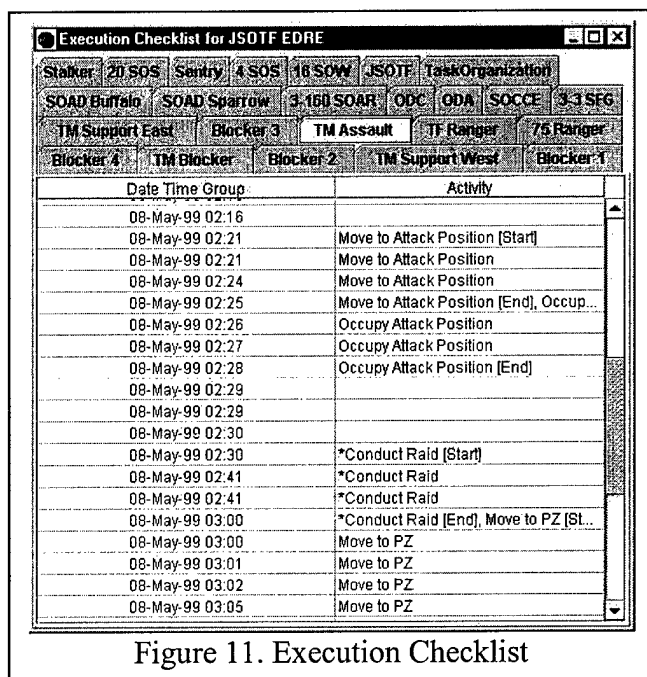 Execution Checklist for JSOTF EDRE
Stalker 20 SOS Sentry 4 SOS 16 SOW JSOTF TaskOrganization
SOAD Buffalo SOAD Sparrow 3-160 SOAR ODC ODA SOCCE 3-3 SFG
TM Support East Blocker 3 TM Assault TF Ranger 75 Ranger
Blocker 4 TM Blocker Blocker 2 TM Support West Blocker 1
Date Time Group Activity
08-May-99 02:16
08-May-99 02:21 Move to Attack Position [Start]
08-May-99 02:21 Move to Attack Position
08-May-99 02:24 Move to Attack Position
08-May-99 02:25 Move to Attack Position [End], Occup...
08-May-99 02:26 Occupy Attack Position
08-May-99 02:27 Occupy Attack Position
08-May-99 02:28 Occupy Attack Position [End]
08-May-99 02:29
08-May-99 02:29
08-May-99 02:30
08-May-99 02:30 *Conduct Raid [Start]
08-May-99 02:41 *Conduct Raid
08-May-99 02:41 *Conduct Raid
08-May-99 03:00 *Conduct Raid [End], Move to PZ [St...
08-May-99 03:00 Move to PZ
08-May-99 03:01 Move to PZ
08-May-99 03:02 Move to PZ
08-May-99 03:05 Move to PZ
Figure 11. Execution Checklist